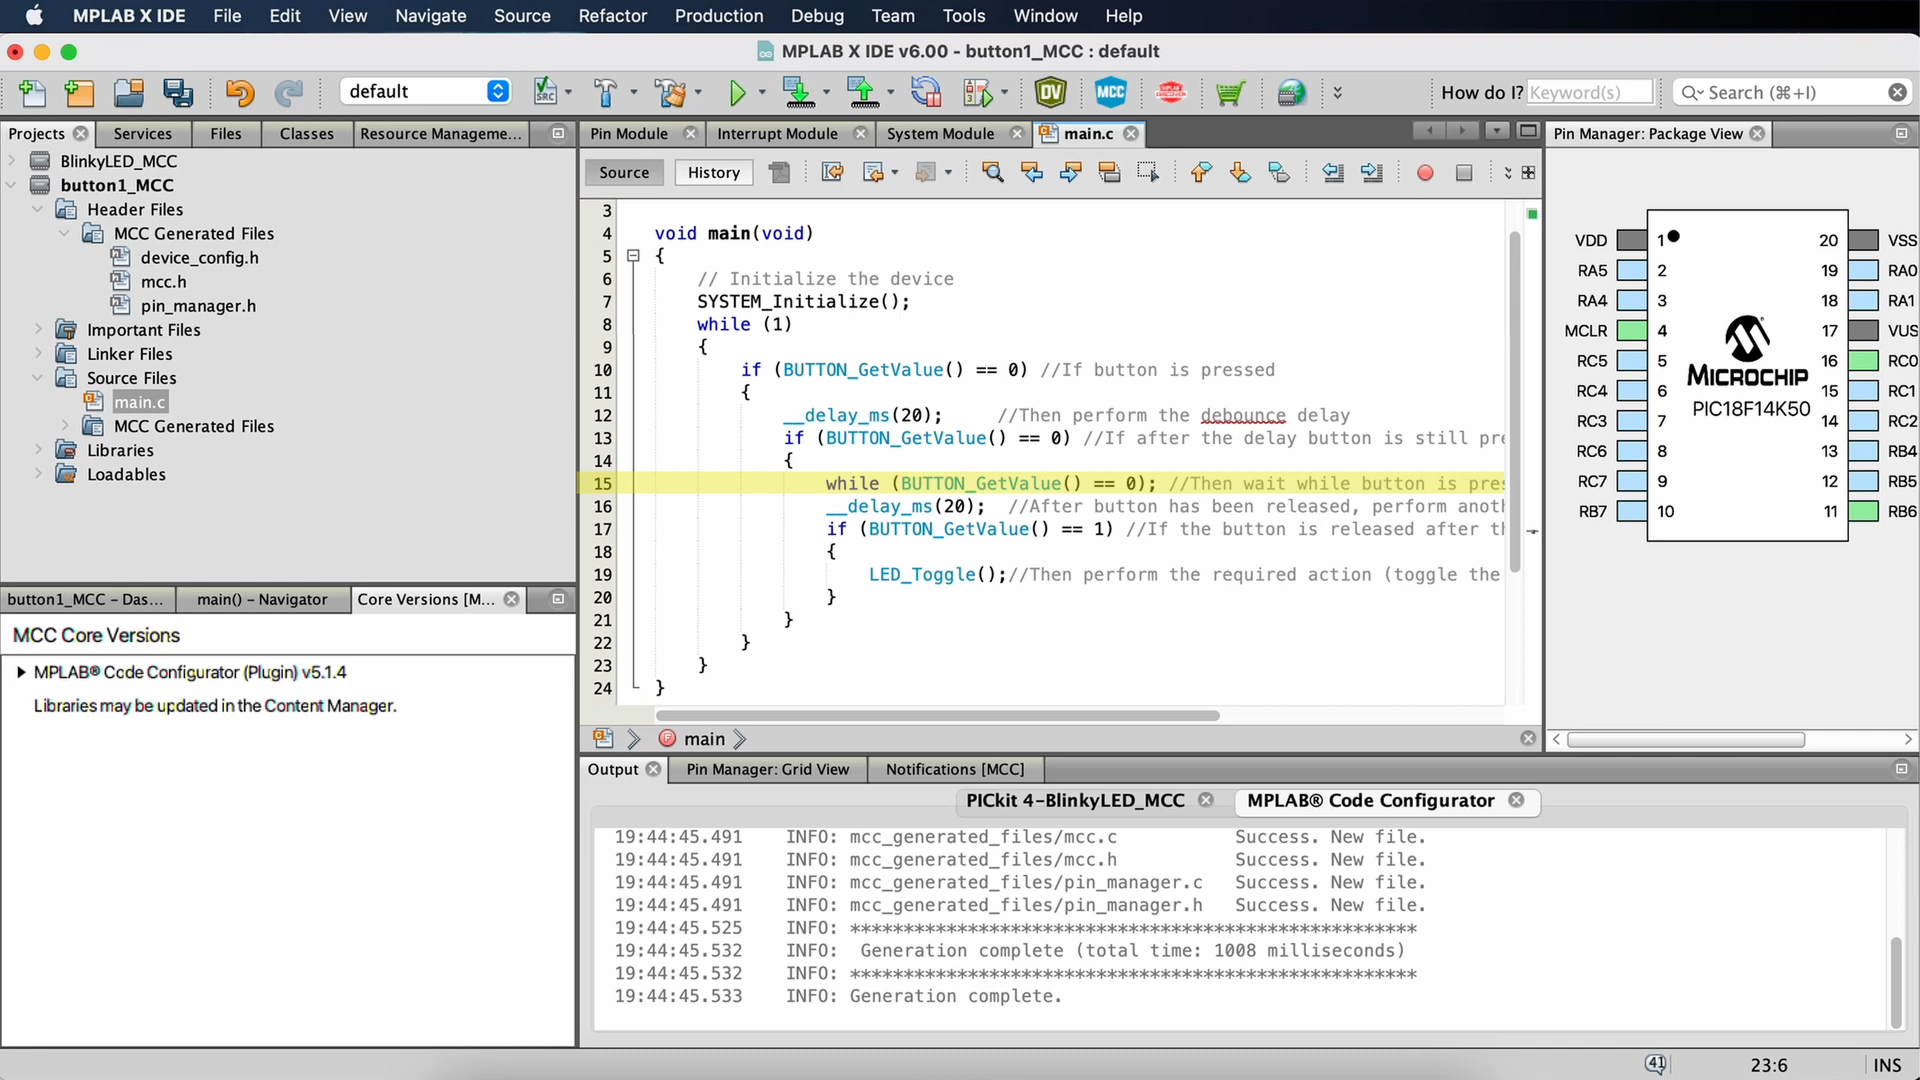 MPLAB X IDE File Edit View Navigate Source Refactor Production Debug Team Tools Window Help
MPLAB X IDE v6.00 - button1_MCC : default
default
SRC
DV
MCC
How do I? Keyword(s)
Search (⌘+I)
Projects Services Files Classes Resource Manageme...
BlinkyLED_MCC
button1_MCC
Header Files
MCC Generated Files
device_config.h
mcc.h
pin_manager.h
Important Files
Linker Files
Source Files
main.c
MCC Generated Files
Libraries
Loadables
button1_MCC – Das... main() – Navigator Core Versions [M...
MCC Core Versions
MPLAB® Code Configurator (Plugin) v5.1.4
Libraries may be updated in the Content Manager.
Pin Module Interrupt Module System Module main.c
Source History
3
4 void main(void)
5 {
6 // Initialize the device
7 SYSTEM_Initialize();
8 while (1)
9 {
10 if (BUTTON_GetValue() == 0) //If button is pressed
11 {
12 __delay_ms(20); //Then perform the debounce delay
13 if (BUTTON_GetValue() == 0) //If after the delay button is still pre
14 {
15 while (BUTTON_GetValue() == 0); //Then wait while button is pres
16 __delay_ms(20); //After button has been released, perform anoth
17 if (BUTTON_GetValue() == 1) //If the button is released after th
18 {
19 LED_Toggle();//Then perform the required action (toggle the
20 }
21 }
22 }
23 }
24 }
main
Pin Manager: Package View
VDD 1 20 VSS
RA5 2 19 RA0
RA4 3 18 RA1
MCLR 4 17 VUS
RC5 5 16 RC0
RC4 6 15 RC1
RC3 7 14 RC2
RC6 8 13 RB4
RC7 9 12 RB5
RB7 10 11 RB6
MICROCHIP
PIC18F14K50
Output Pin Manager: Grid View Notifications [MCC]
PICkit 4-BlinkyLED_MCC MPLAB® Code Configurator
19:44:45.491 INFO: mcc_generated_files/mcc.c Success. New file.
19:44:45.491 INFO: mcc_generated_files/mcc.h Success. New file.
19:44:45.491 INFO: mcc_generated_files/pin_manager.c Success. New file.
19:44:45.491 INFO: mcc_generated_files/pin_manager.h Success. New file.
19:44:45.525 INFO: *****************************************************
19:44:45.532 INFO: Generation complete (total time: 1008 milliseconds)
19:44:45.532 INFO: *****************************************************
19:44:45.533 INFO: Generation complete.
41 23:6 INS